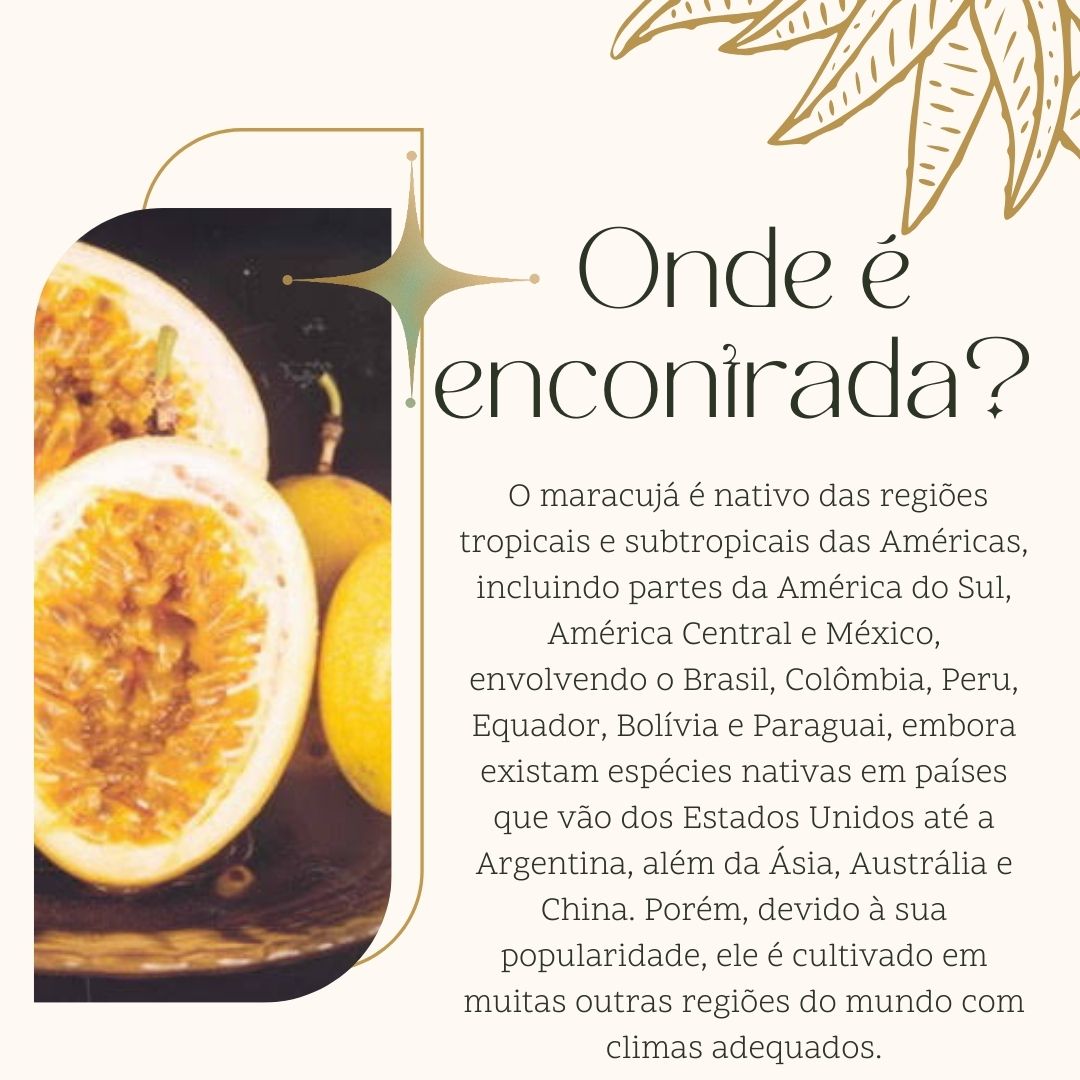 Onde é
encontrada?
O maracujá é nativo das regiões
tropicais e subtropicais das Américas,
incluindo partes da América do Sul,
América Central e México,
envolvendo o Brasil, Colômbia, Peru,
Equador, Bolívia e Paraguai, embora
existam espécies nativas em países
que vão dos Estados Unidos até a
Argentina, além da Ásia, Austrália e
China. Porém, devido à sua
popularidade, ele é cultivado em
muitas outras regiões do mundo com
climas adequados.